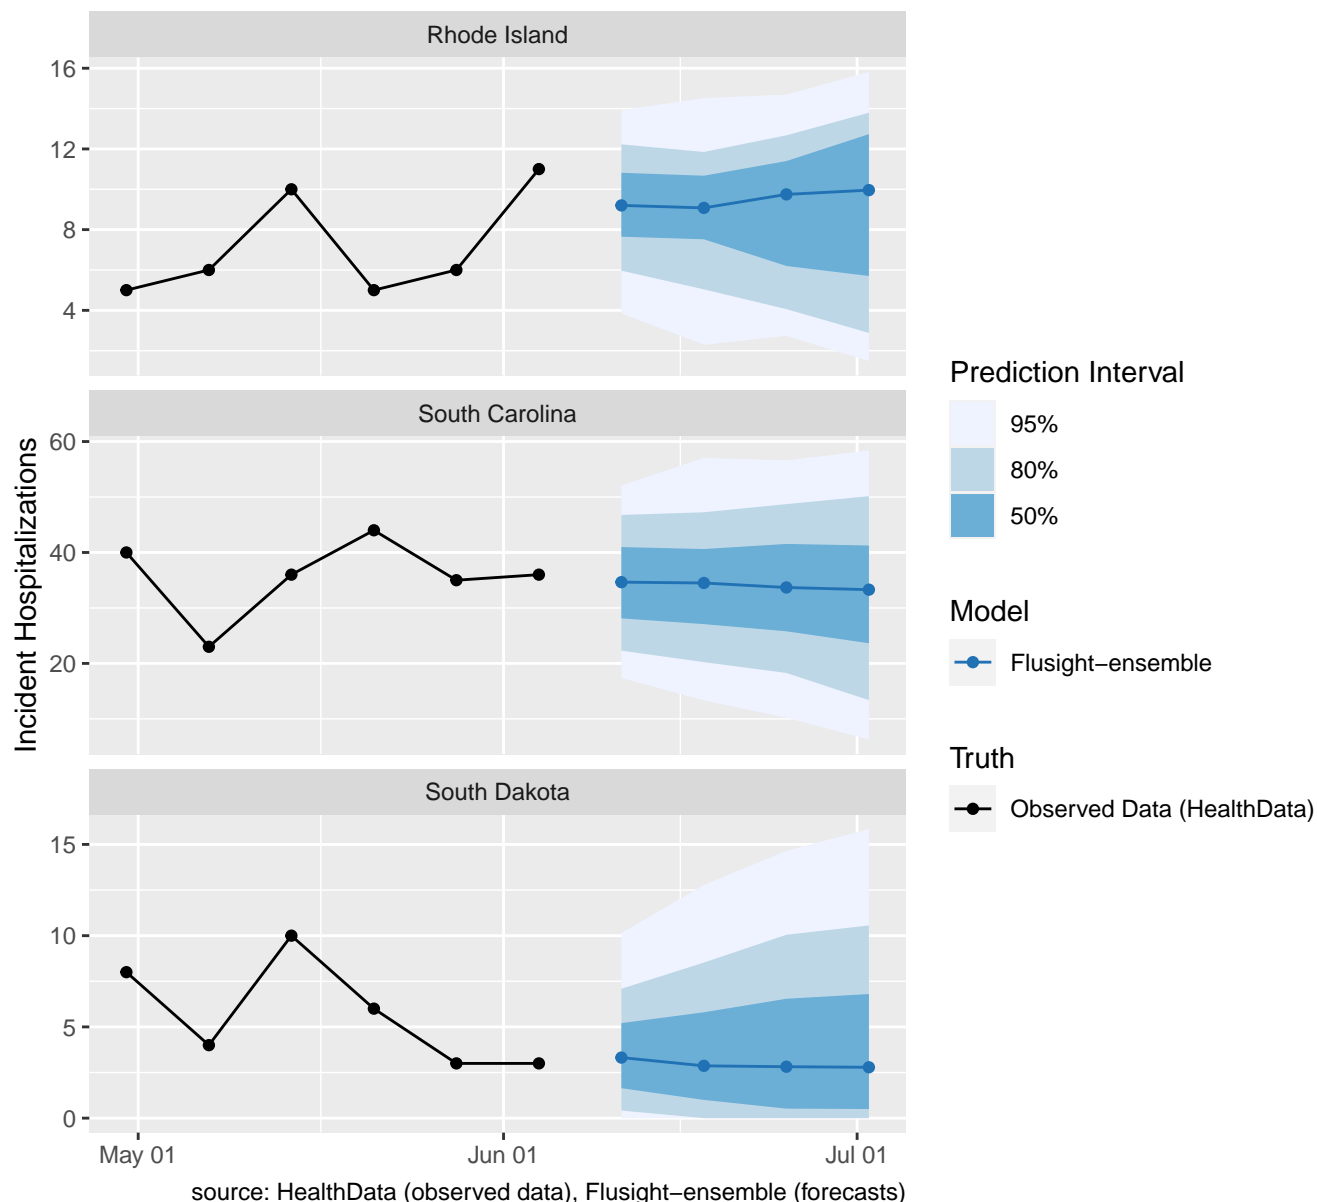 Rhode Island
16
12
8
4
South Carolina
60
40
20
South Dakota
15
10
5
0
May 01
Jun 01
Jul 01
Incident Hospitalizations
source: HealthData (observed data), Flusight−ensemble (forecasts)
Prediction Interval
95%
80%
50%
Model
Flusight−ensemble
Truth
Observed Data (HealthData)